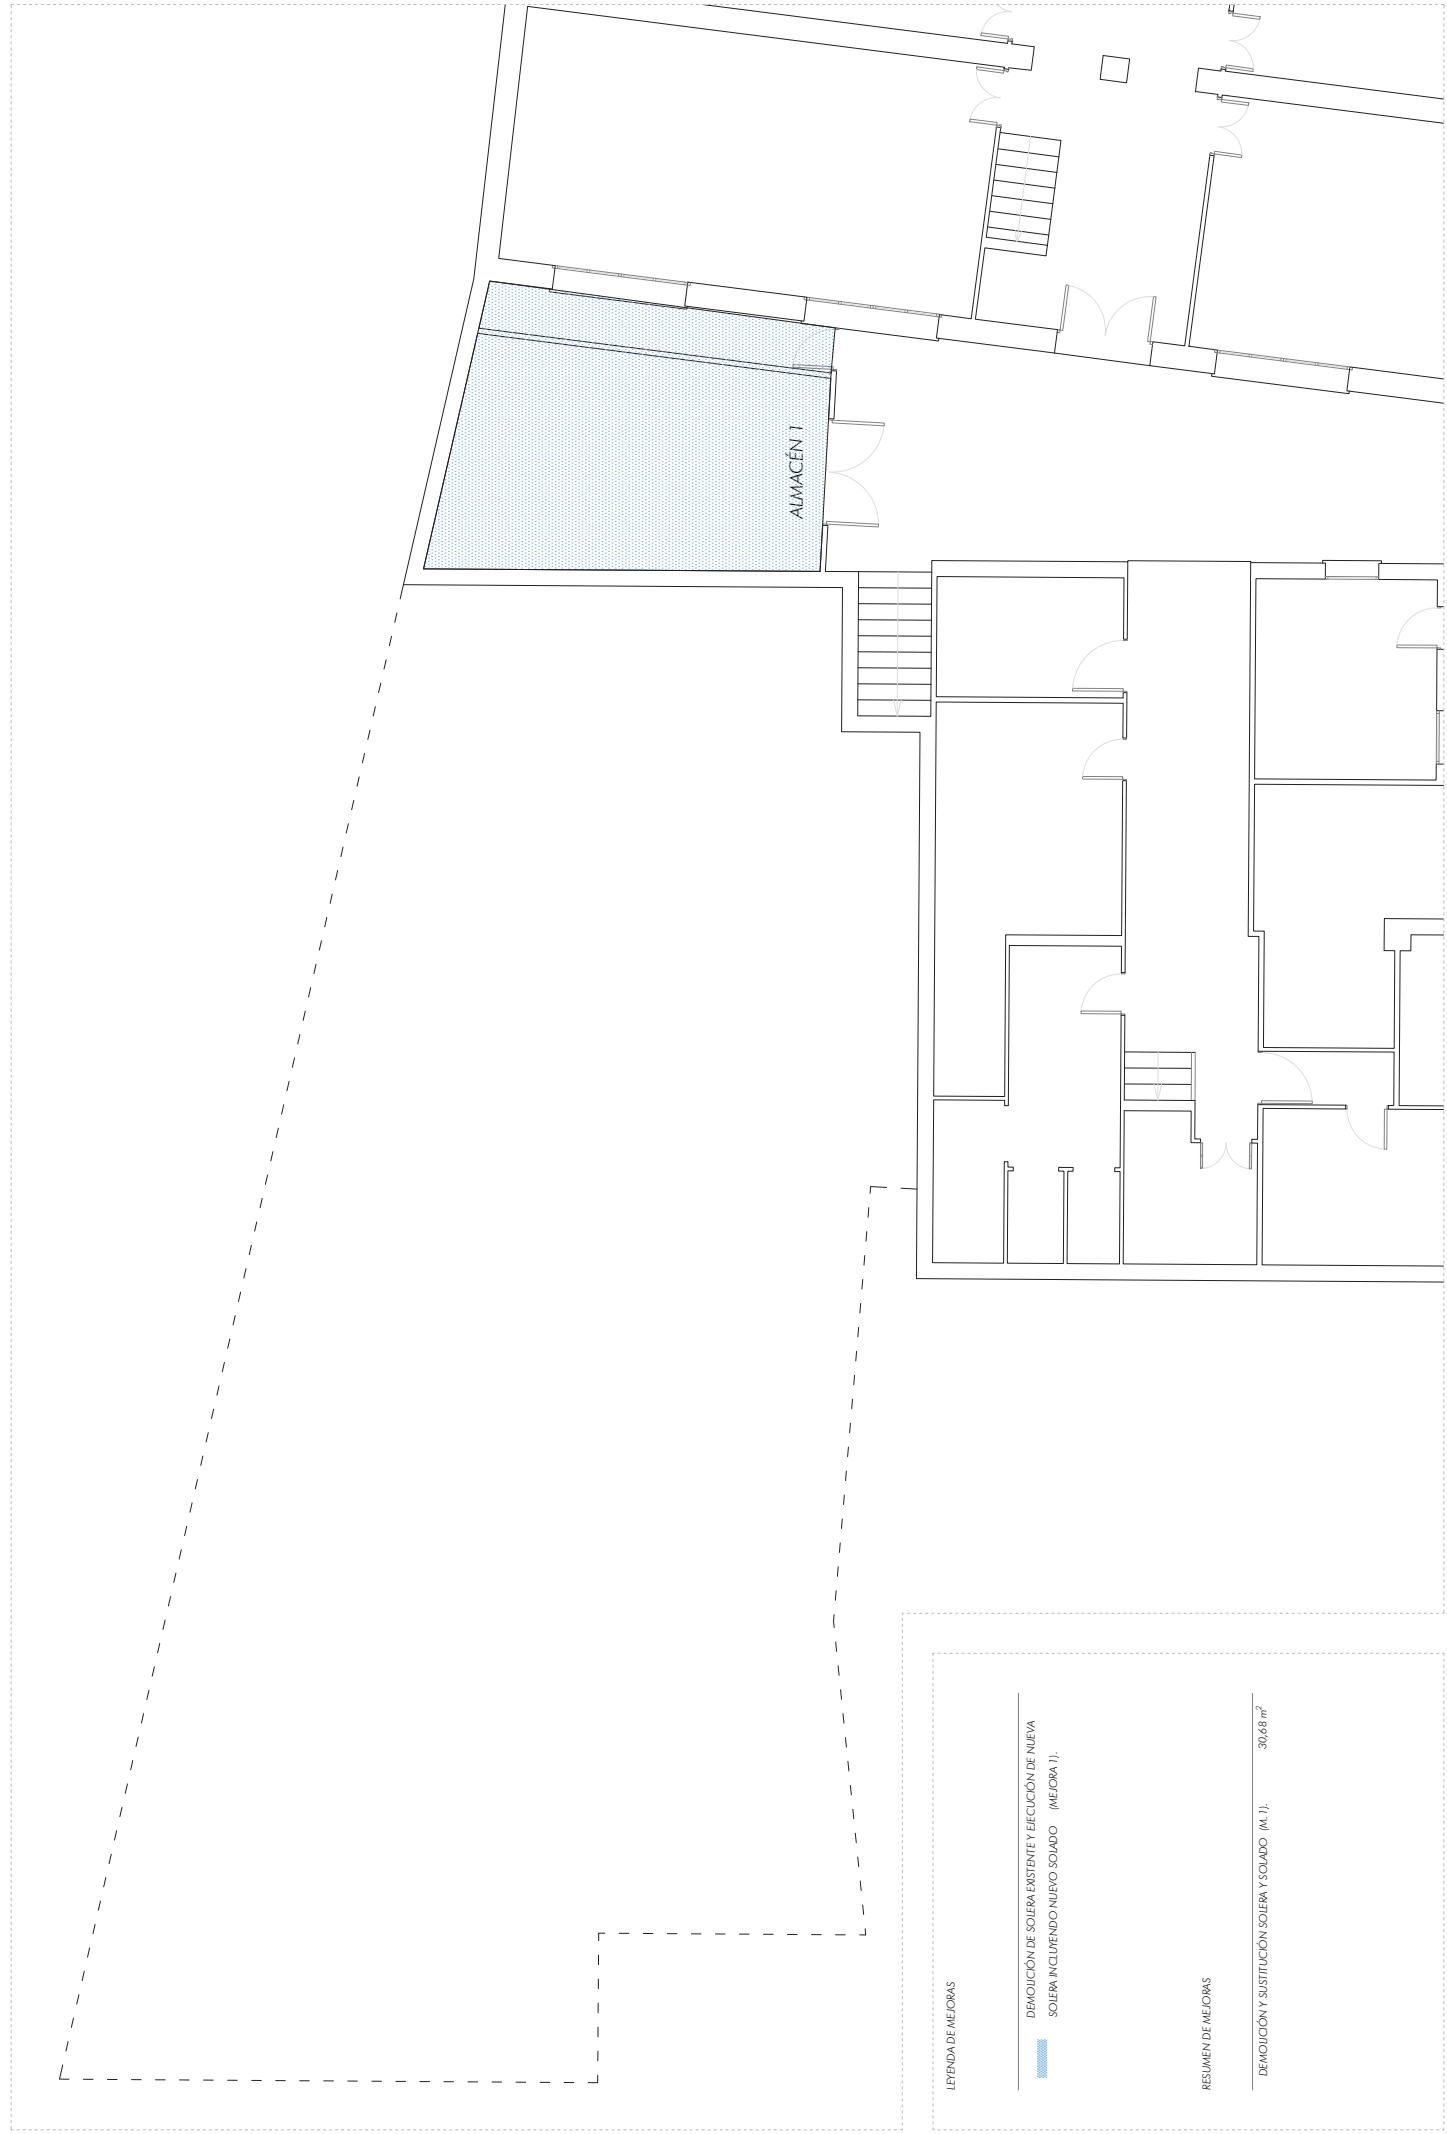 ALMACÉN 1
LEYENDA DE MEJORAS
DEMOLICIÓN DE SOLERA EXISTENTE Y EJECUCIÓN DE NUEVA
SOLERA INCLUYENDO NUEVO SOLADO (MEJORA 1).
RESUMEN DE MEJORAS
DEMOLICIÓN Y SUSTITUCIÓN SOLERA Y SOLADO (M.1). 30,68 m²